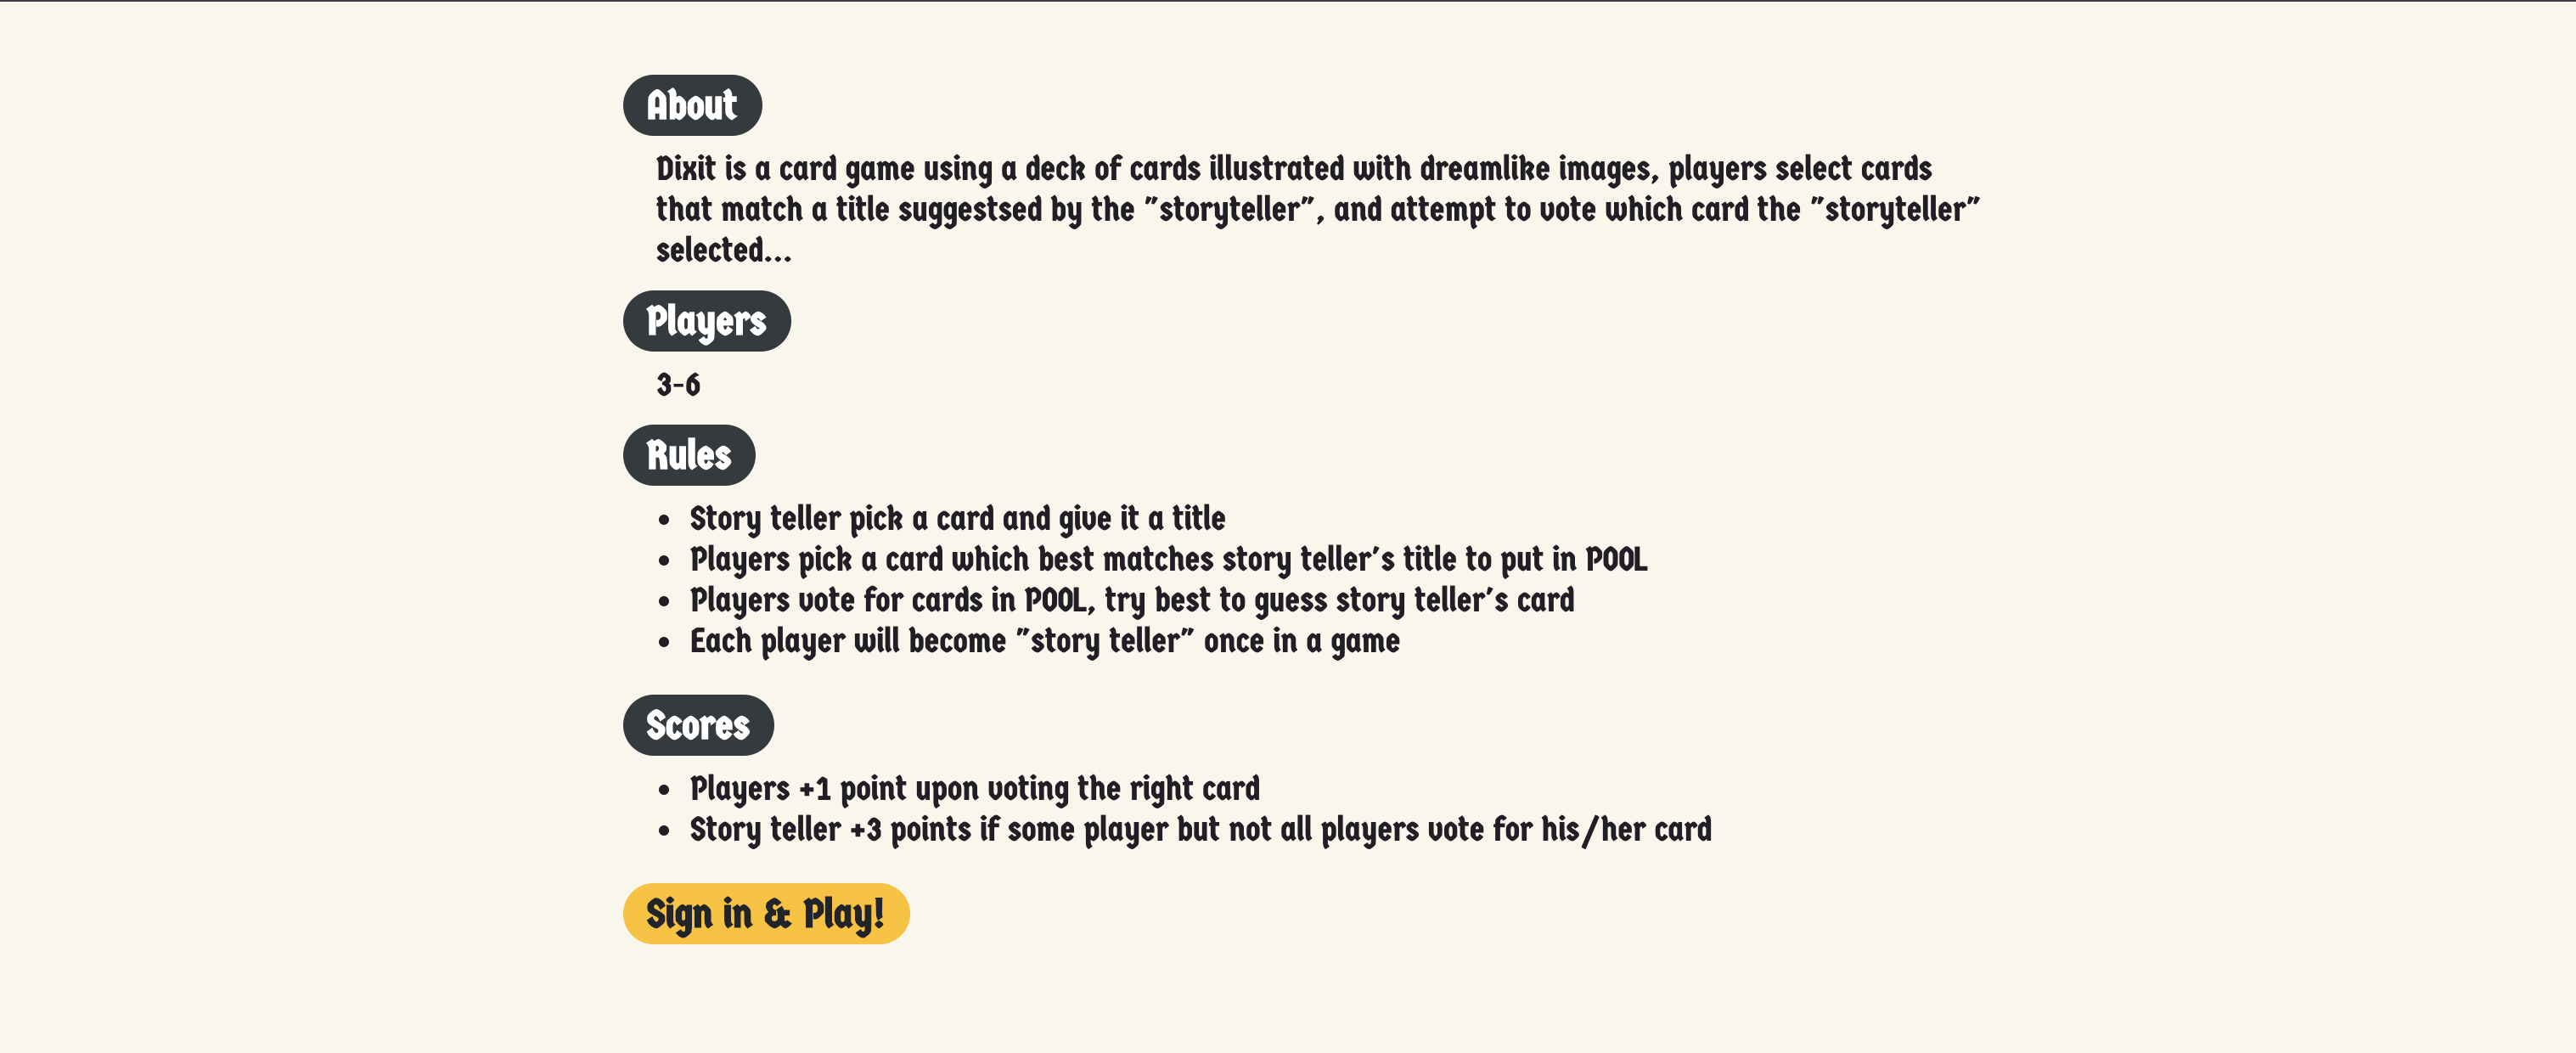 About
Dixit is a card game using a deck of cards illustrated with dreamlike images, players select cards
that match a title suggestsed by the "storyteller", and attempt to vote which card the "storyteller"
selected...
Players
3-6
Rules
• Story teller pick a card and give it a title
• Players pick a card which best matches story teller's title to put in POOL
• Players vote for cards in POOL, try best to guess story teller's card
• Each player will become "story teller" once in a game
Scores
• Players +1 point upon voting the right card
• Story teller +3 points if some player but not all players vote for his/her card
Sign in & Play!